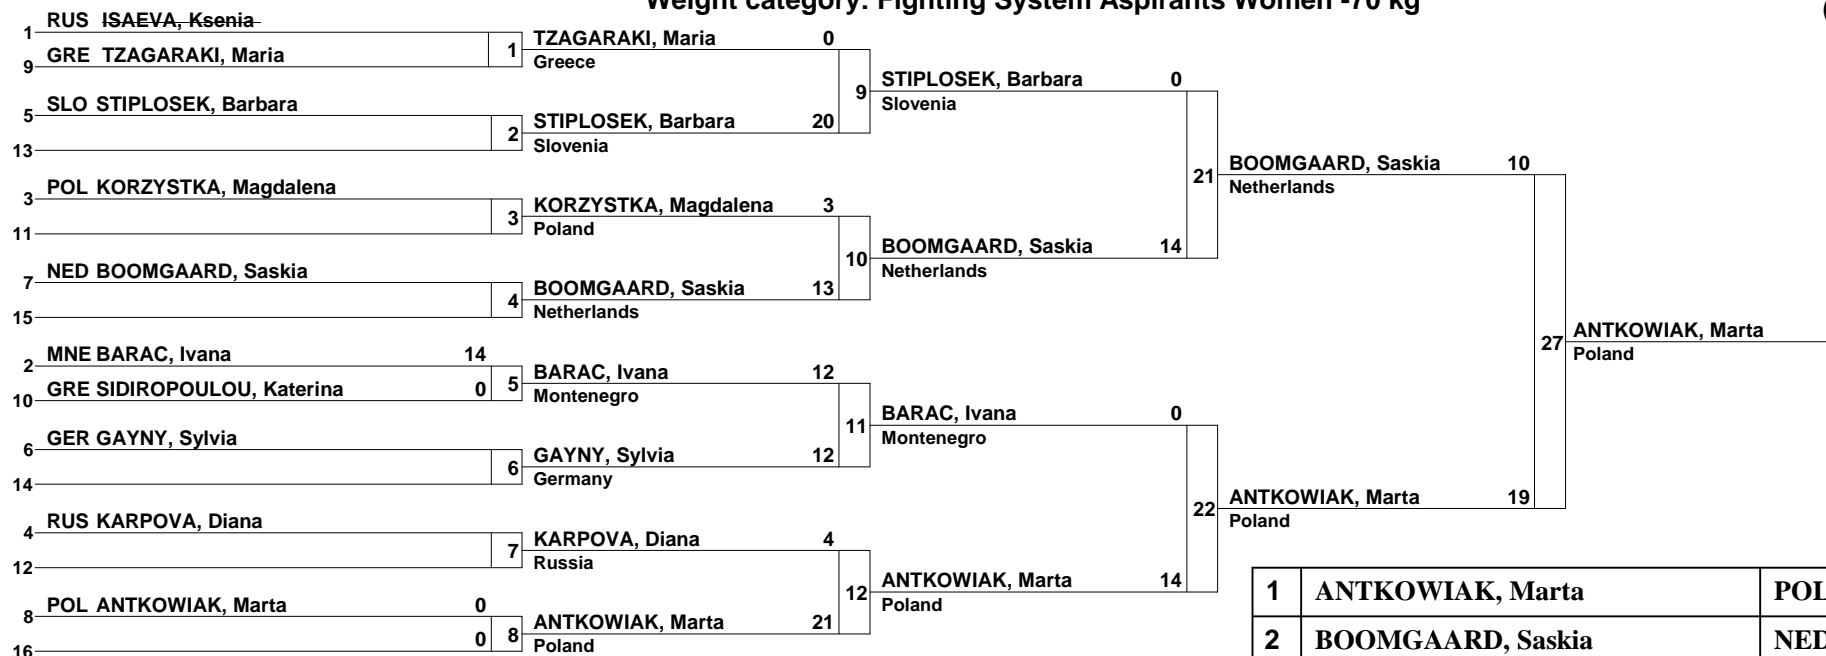 Weight category: Fighting System Aspirants Women -70 kg
RUS ISAEVA, Ksenia
1
GRE TZAGARAKI, Maria
9
1
TZAGARAKI, Maria 0
Greece
SLO STIPLOSEK, Barbara
5
13
2
STIPLOSEK, Barbara 20
Slovenia
9
STIPLOSEK, Barbara 0
Slovenia
POL KORZYSTKA, Magdalena
3
11
3
KORZYSTKA, Magdalena 3
Poland
NED BOOMGAARD, Saskia
7
15
4
BOOMGAARD, Saskia 13
Netherlands
10
BOOMGAARD, Saskia 14
Netherlands
21
BOOMGAARD, Saskia 10
Netherlands
MNE BARAC, Ivana 14
2
GRE SIDIROPOULOU, Katerina 0
10
5
BARAC, Ivana 12
Montenegro
GER GAYNY, Sylvia
6
14
6
GAYNY, Sylvia 12
Germany
11
BARAC, Ivana 0
Montenegro
RUS KARPOVA, Diana
4
12
7
KARPOVA, Diana 4
Russia
POL ANTKOWIAK, Marta 0
8
0
16
8
ANTKOWIAK, Marta 21
Poland
12
ANTKOWIAK, Marta 14
Poland
22
ANTKOWIAK, Marta 19
Poland
27
ANTKOWIAK, Marta
Poland
1 ANTKOWIAK, Marta POL
2 BOOMGAARD, Saskia NED